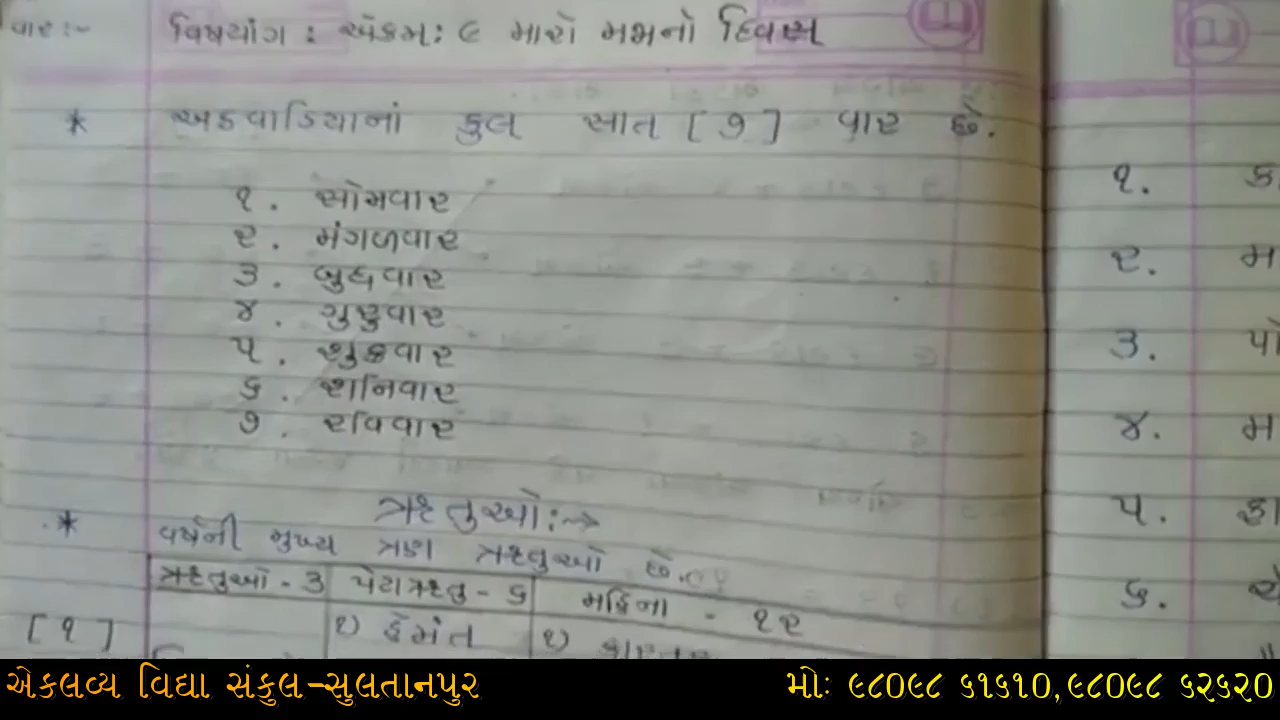 વાર :- વિષયાંગ : એકમ: ૯ મારો મજાનો દિવસ
* અઠવાડિયાનાં કુલ સાત [૭] વાર છે.
૧. સોમવાર
૨. મંગળવાર
૩. બુધવાર
૪. ગુરુવાર
૫. શુક્રવાર
૬. શનિવાર
૭. રવિવાર
ઋતુઓ :→
* વર્ષની મુખ્ય ત્રણ ઋતુઓ છે.
ઋતુઓ - ૩ પેટાઋતુ - ૬ મહિના - ૧૨
[૧] ૧) હેમંત ૧)
૧. ક
૨. મ
૩. પો
૪. મ
૫. ફા
૬.
એકલવ્ય વિદ્યા સંકુલ-સુલતાનપુર મોઃ ૯૮૦૯૮ ૬૧૬૧૦,૯૮૦૯૮ ૬૨૬૨૦